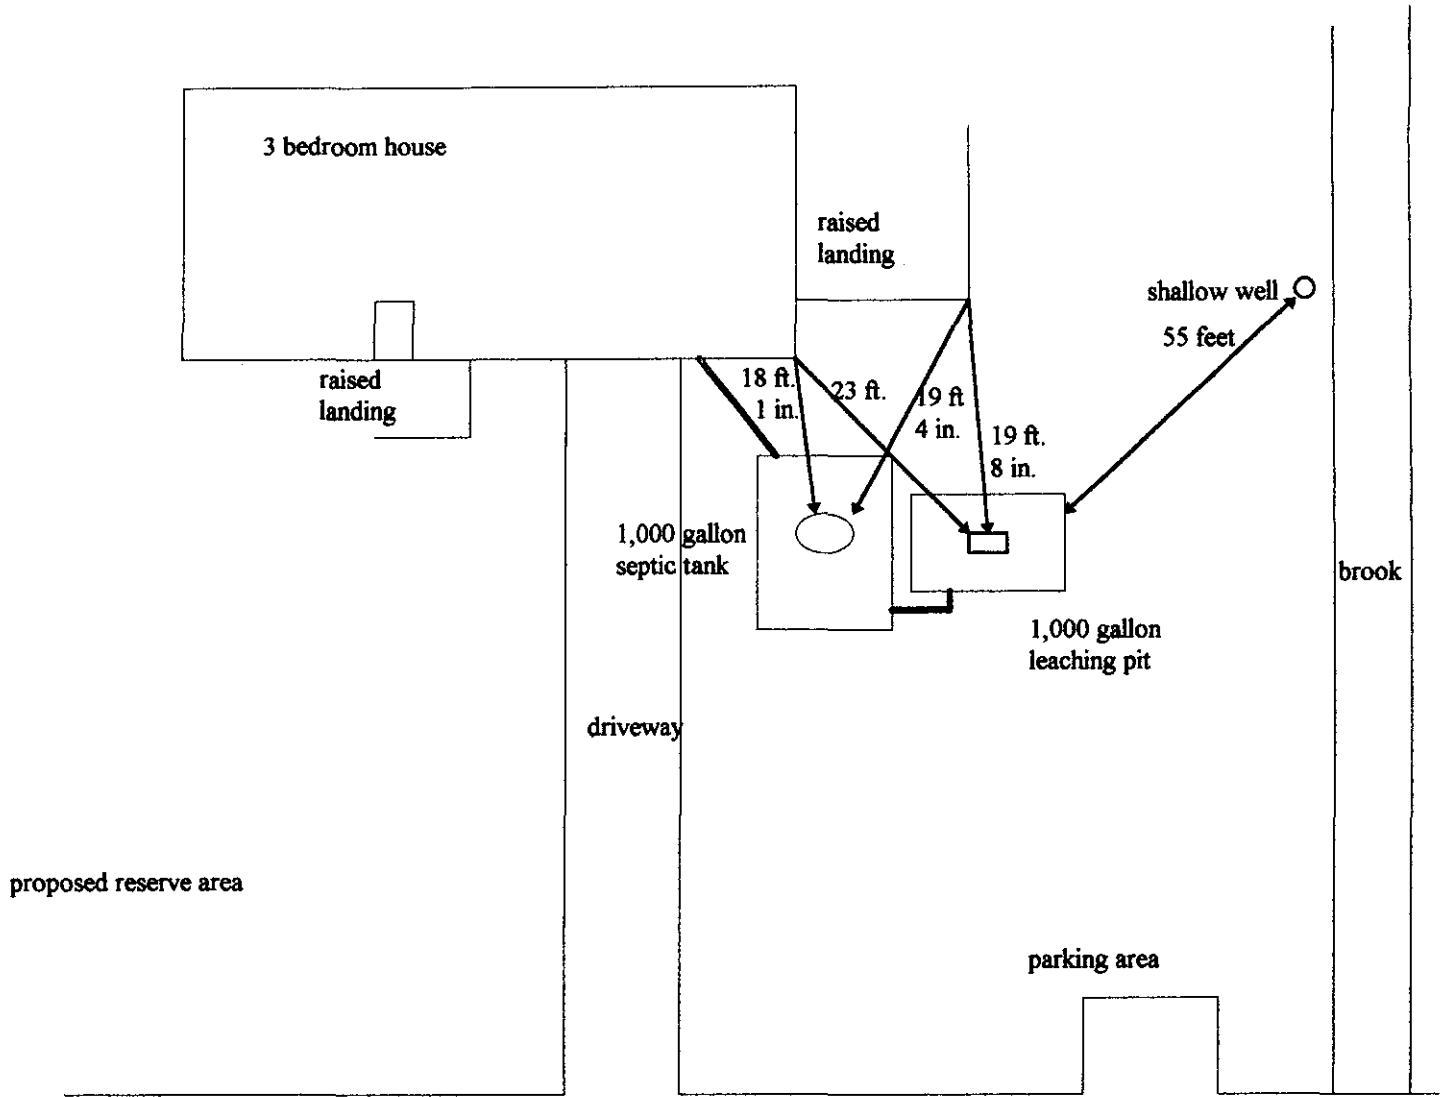 3 bedroom house
raised
landing
shallow well
55 feet
raised
landing
18 ft.
1 in.
23 ft.
19 ft
4 in.
19 ft.
8 in.
1,000 gallon
septic tank
brook
1,000 gallon
leaching pit
driveway
proposed reserve area
parking area